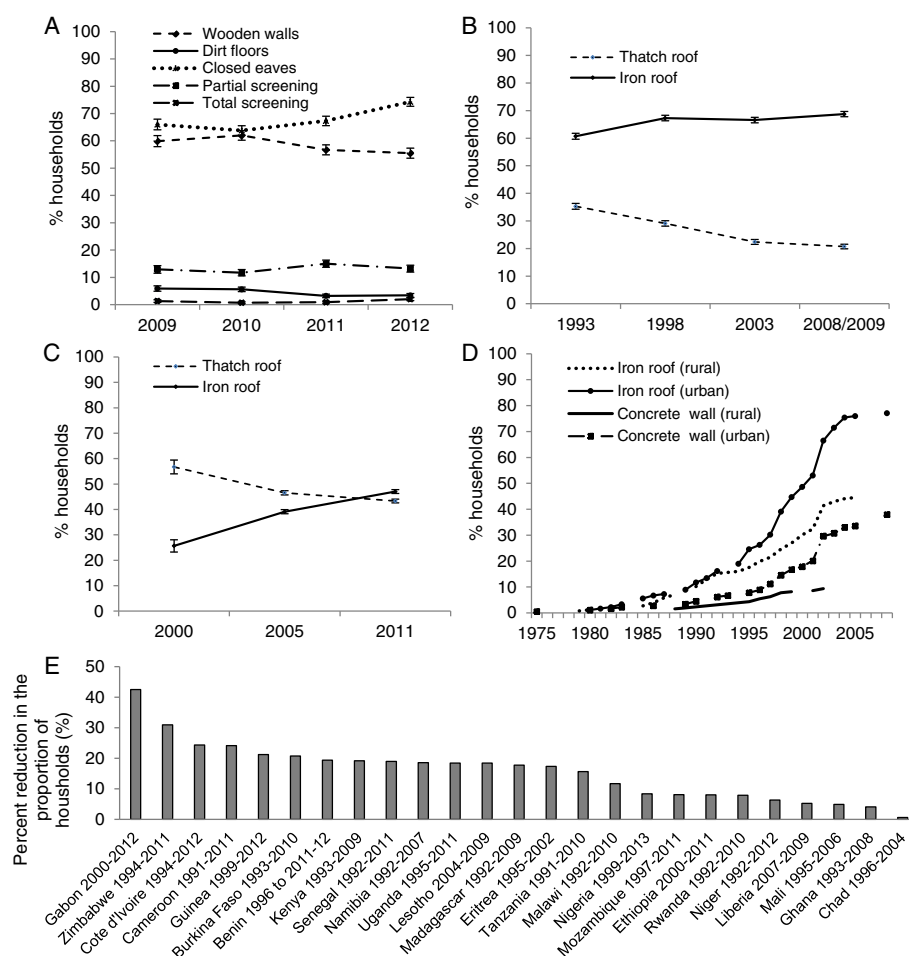 A
Wooden walls
Dirt floors
Closed eaves
Partial screening
Total screening
% households
100
90
80
70
60
50
40
30
20
10
0
2009 2010 2011 2012
B
Thatch roof
Iron roof
% households
100
90
80
70
60
50
40
30
20
10
0
1993 1998 2003 2008/2009
C
Thatch roof
Iron roof
% households
100
90
80
70
60
50
40
30
20
10
0
2000 2005 2011
D
Iron roof (rural)
Iron roof (urban)
Concrete wall (rural)
Concrete wall (urban)
% households
100
90
80
70
60
50
40
30
20
10
0
1975 1980 1985 1990 1995 2000 2005
E
Percent reduction in the
proportion of
housholds (%)
50
40
30
20
10
0
Gabon 2000-2012
Zimbabwe 1994-2011
Cote d'Ivoire 1994-2012
Cameroon 1991-2011
Guinea 1999-2012
Burkina Faso 1993-2010
Benin 1996 to 2011-12
Kenya 1993-2009
Senegal 1992-2011
Namibia 1992-2007
Uganda 1995-2011
Lesotho 2004-2009
Madagascar 1992-2009
Eritrea 1995-2002
Tanzania 1991-2010
Malawi 1992-2010
Nigeria 1999-2013
Mozambique 1997-2011
Ethiopia 2000-2011
Rwanda 1992-2010
Niger 1992-2012
Liberia 2007-2009
Mali 1995-2006
Ghana 1993-2008
Chad 1996-2004